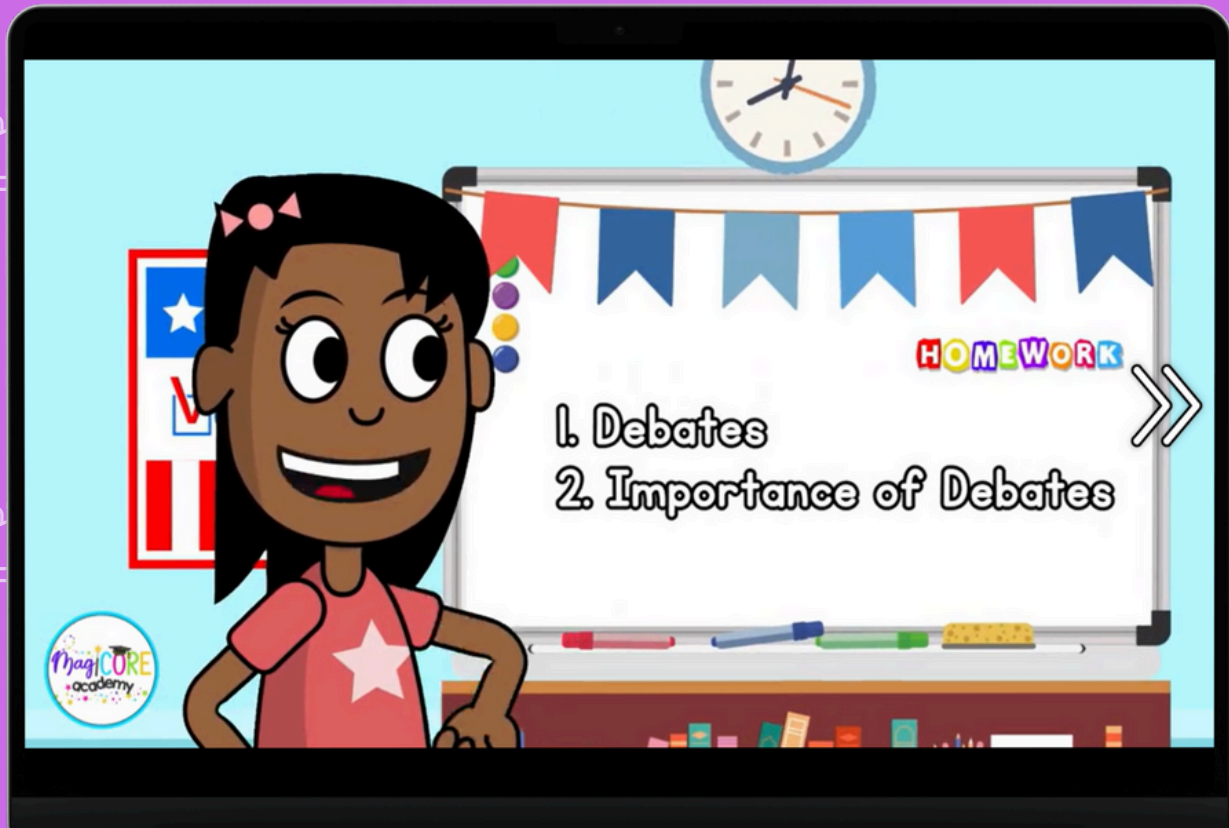 HOMEWORK
1. Debates
2. Importance of Debates
V
MagiCORE
academy